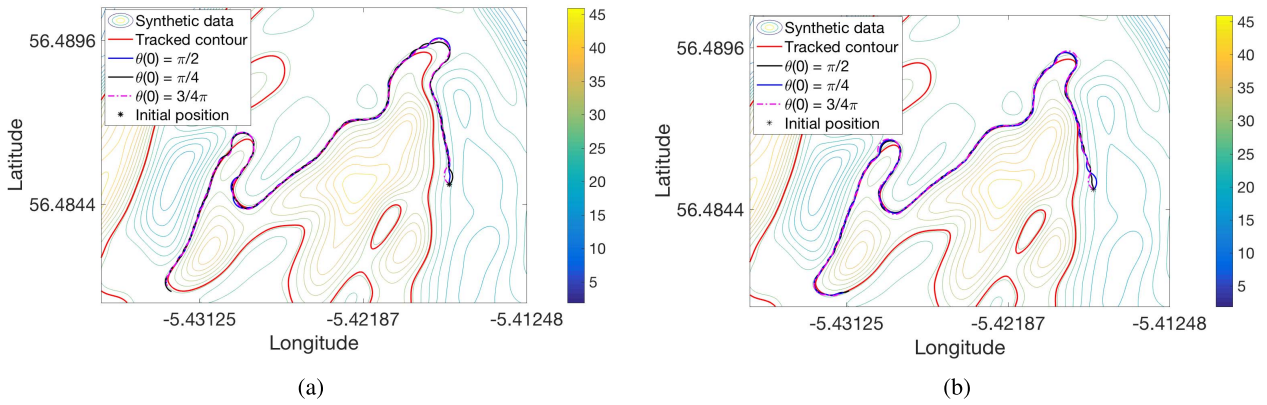 Synthetic data
Tracked contour
θ(0) = π/2
θ(0) = π/4
θ(0) = 3/4π
Initial position
56.4896
56.4844
Latitude
-5.43125
-5.42187
-5.41248
Longitude
45
40
35
30
25
20
15
10
5
(a)
Synthetic data
Tracked contour
θ(0) = π/2
θ(0) = π/4
θ(0) = 3/4π
Initial position
56.4896
56.4844
Latitude
-5.43125
-5.42187
-5.41248
Longitude
45
40
35
30
25
20
15
10
5
(b)